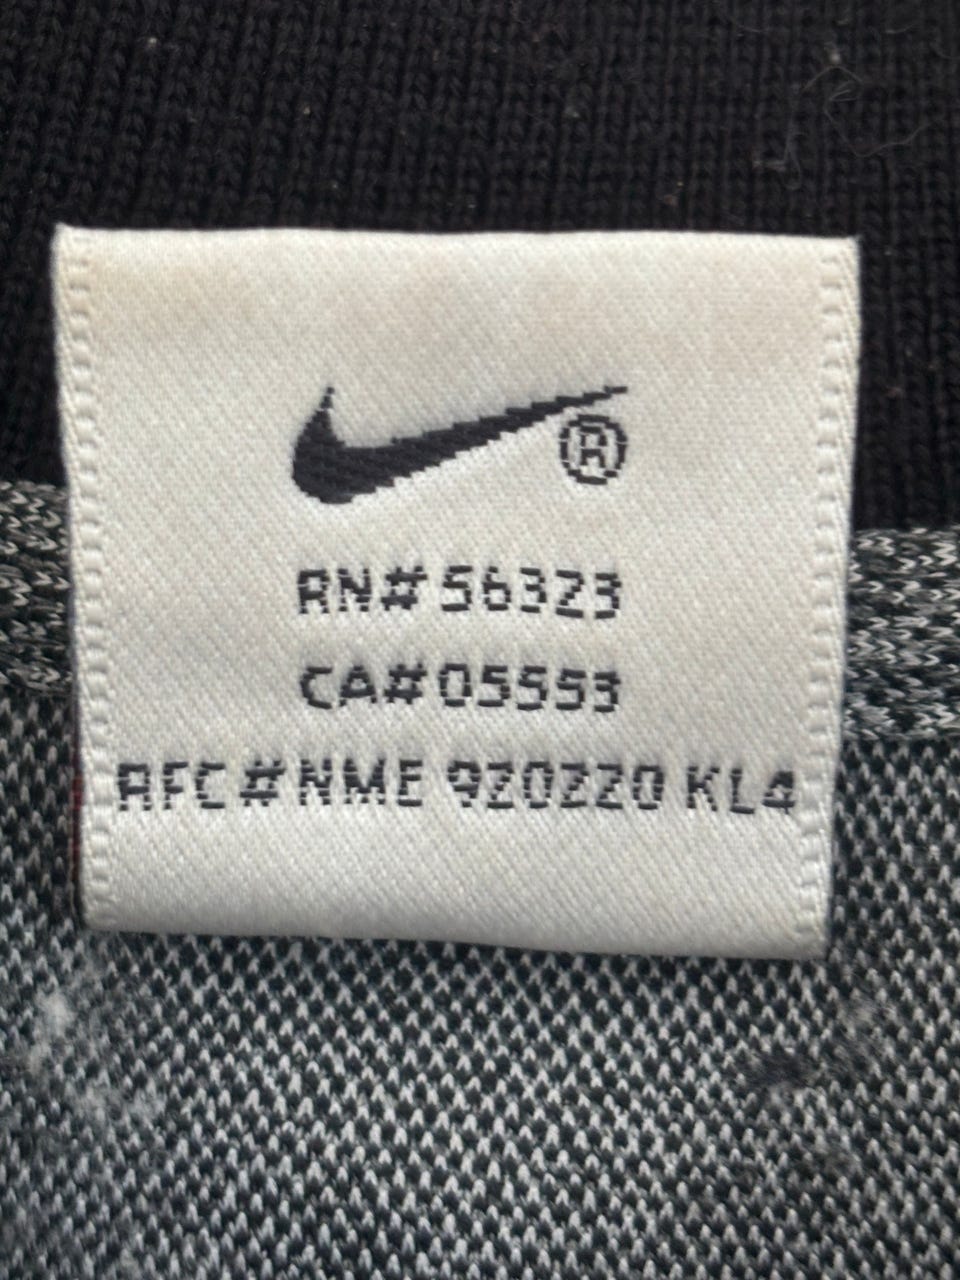 ®
RN# 56323
CA# 05553
RFC# NME 920220 KL4